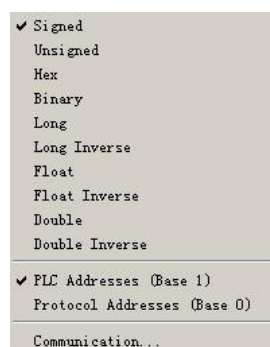 Signed
Unsigned
Hex
Binary
Long
Long Inverse
Float
Float Inverse
Double
Double Inverse
PLC Addresses (Base 1)
Protocol Addresses (Base 0)
Communication...